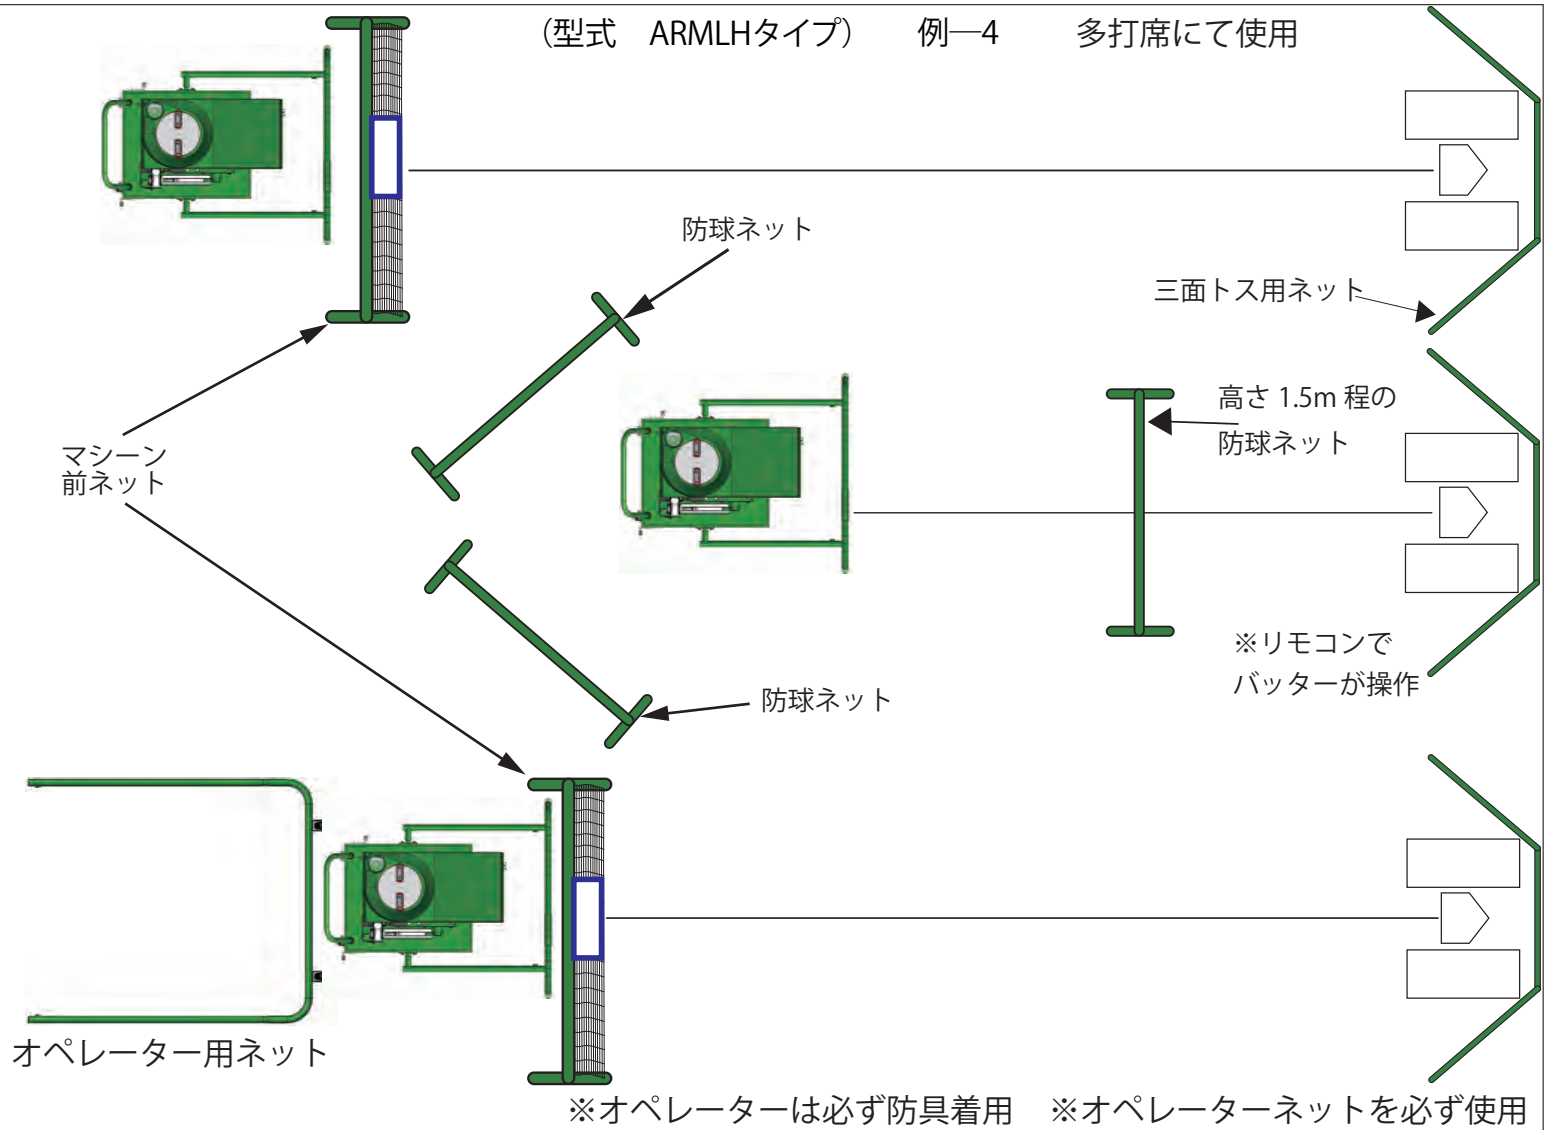 （型式　ARMLHタイプ）　例―4　多打席にて使用
防球ネット
三面トス用ネット
高さ 1.5m 程の
防球ネット
マシーン
前ネット
※リモコンで
バッターが操作
防球ネット
オペレーター用ネット
※オペレーターは必ず防具着用　※オペレーターネットを必ず使用